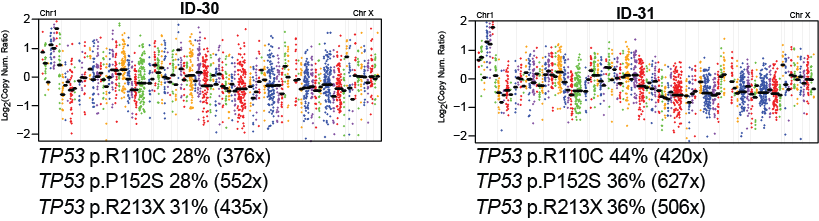 ID-30
Chr1 Chr X
Log2(Copy Num. Ratio)
2
1
0
−1
−2
TP53 p.R110C 28% (376x)
TP53 p.P152S 28% (552x)
TP53 p.R213X 31% (435x)
ID-31
Chr1 Chr X
Log2(Copy Num. Ratio)
2
1
0
−1
−2
TP53 p.R110C 44% (420x)
TP53 p.P152S 36% (627x)
TP53 p.R213X 36% (506x)